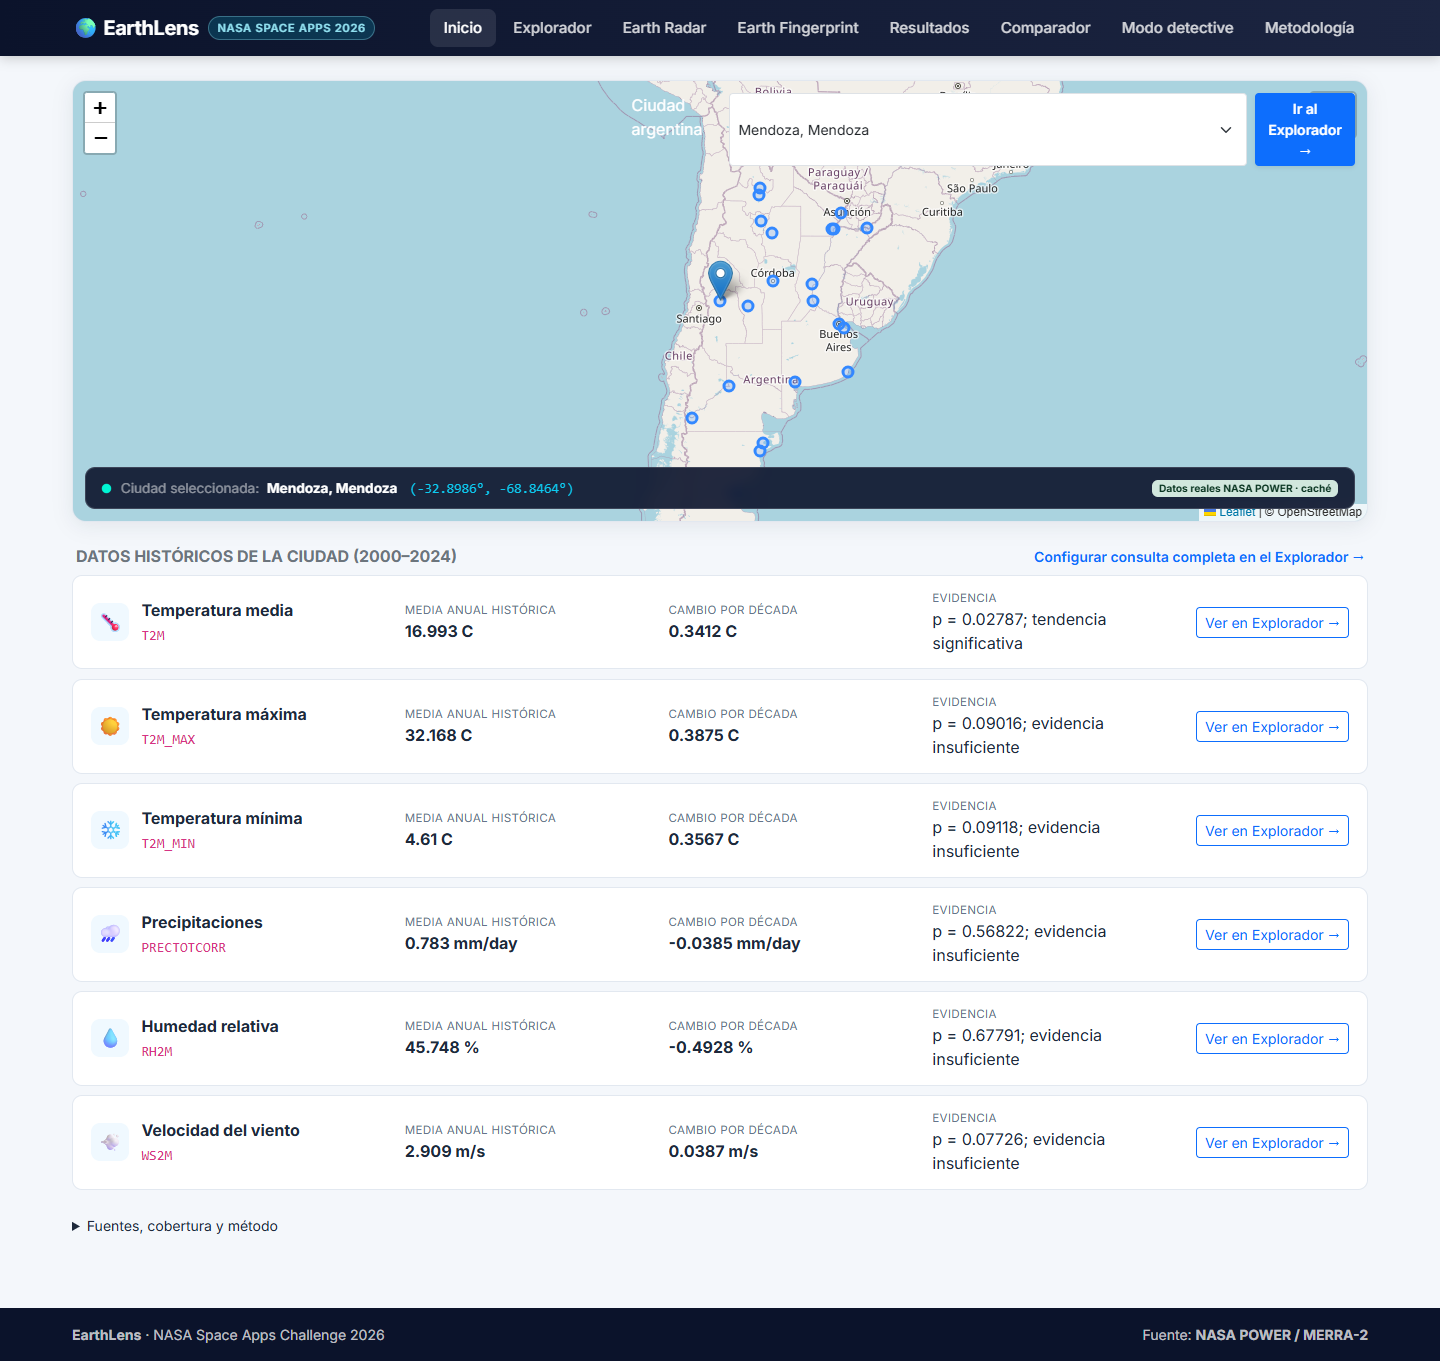 EarthLens NASA SPACE APPS 2026 Inicio Explorador Earth Radar Earth Fingerprint Resultados Comparador Modo detective Metodología
+
−
Ciudad
argentina
Mendoza, Mendoza
Ir al
Explorador
→
Bolivia
Paraguay /
Paraguái
São Paulo
Asunción
Curitiba
Córdoba
Uruguay
Santiago
Buenos
Aires
Chile
Ciudad seleccionada: Mendoza, Mendoza (-32.8986°, -68.8464°) Datos reales NASA POWER · caché
Leaflet | © OpenStreetMap
DATOS HISTÓRICOS DE LA CIUDAD (2000–2024) Configurar consulta completa en el Explorador →
Temperatura media
T2M
MEDIA ANUAL HISTÓRICA
16.993 C
CAMBIO POR DÉCADA
0.3412 C
EVIDENCIA
p = 0.02787; tendencia
significativa
Ver en Explorador →
Temperatura máxima
T2M_MAX
MEDIA ANUAL HISTÓRICA
32.168 C
CAMBIO POR DÉCADA
0.3875 C
EVIDENCIA
p = 0.09016; evidencia
insuficiente
Ver en Explorador →
Temperatura mínima
T2M_MIN
MEDIA ANUAL HISTÓRICA
4.61 C
CAMBIO POR DÉCADA
0.3567 C
EVIDENCIA
p = 0.09118; evidencia
insuficiente
Ver en Explorador →
Precipitaciones
PRECTOTCORR
MEDIA ANUAL HISTÓRICA
0.783 mm/day
CAMBIO POR DÉCADA
-0.0385 mm/day
EVIDENCIA
p = 0.56822; evidencia
insuficiente
Ver en Explorador →
Humedad relativa
RH2M
MEDIA ANUAL HISTÓRICA
45.748 %
CAMBIO POR DÉCADA
-0.4928 %
EVIDENCIA
p = 0.67791; evidencia
insuficiente
Ver en Explorador →
Velocidad del viento
WS2M
MEDIA ANUAL HISTÓRICA
2.909 m/s
CAMBIO POR DÉCADA
0.0387 m/s
EVIDENCIA
p = 0.07726; evidencia
insuficiente
Ver en Explorador →
Fuentes, cobertura y método
EarthLens · NASA Space Apps Challenge 2026 Fuente: NASA POWER / MERRA-2